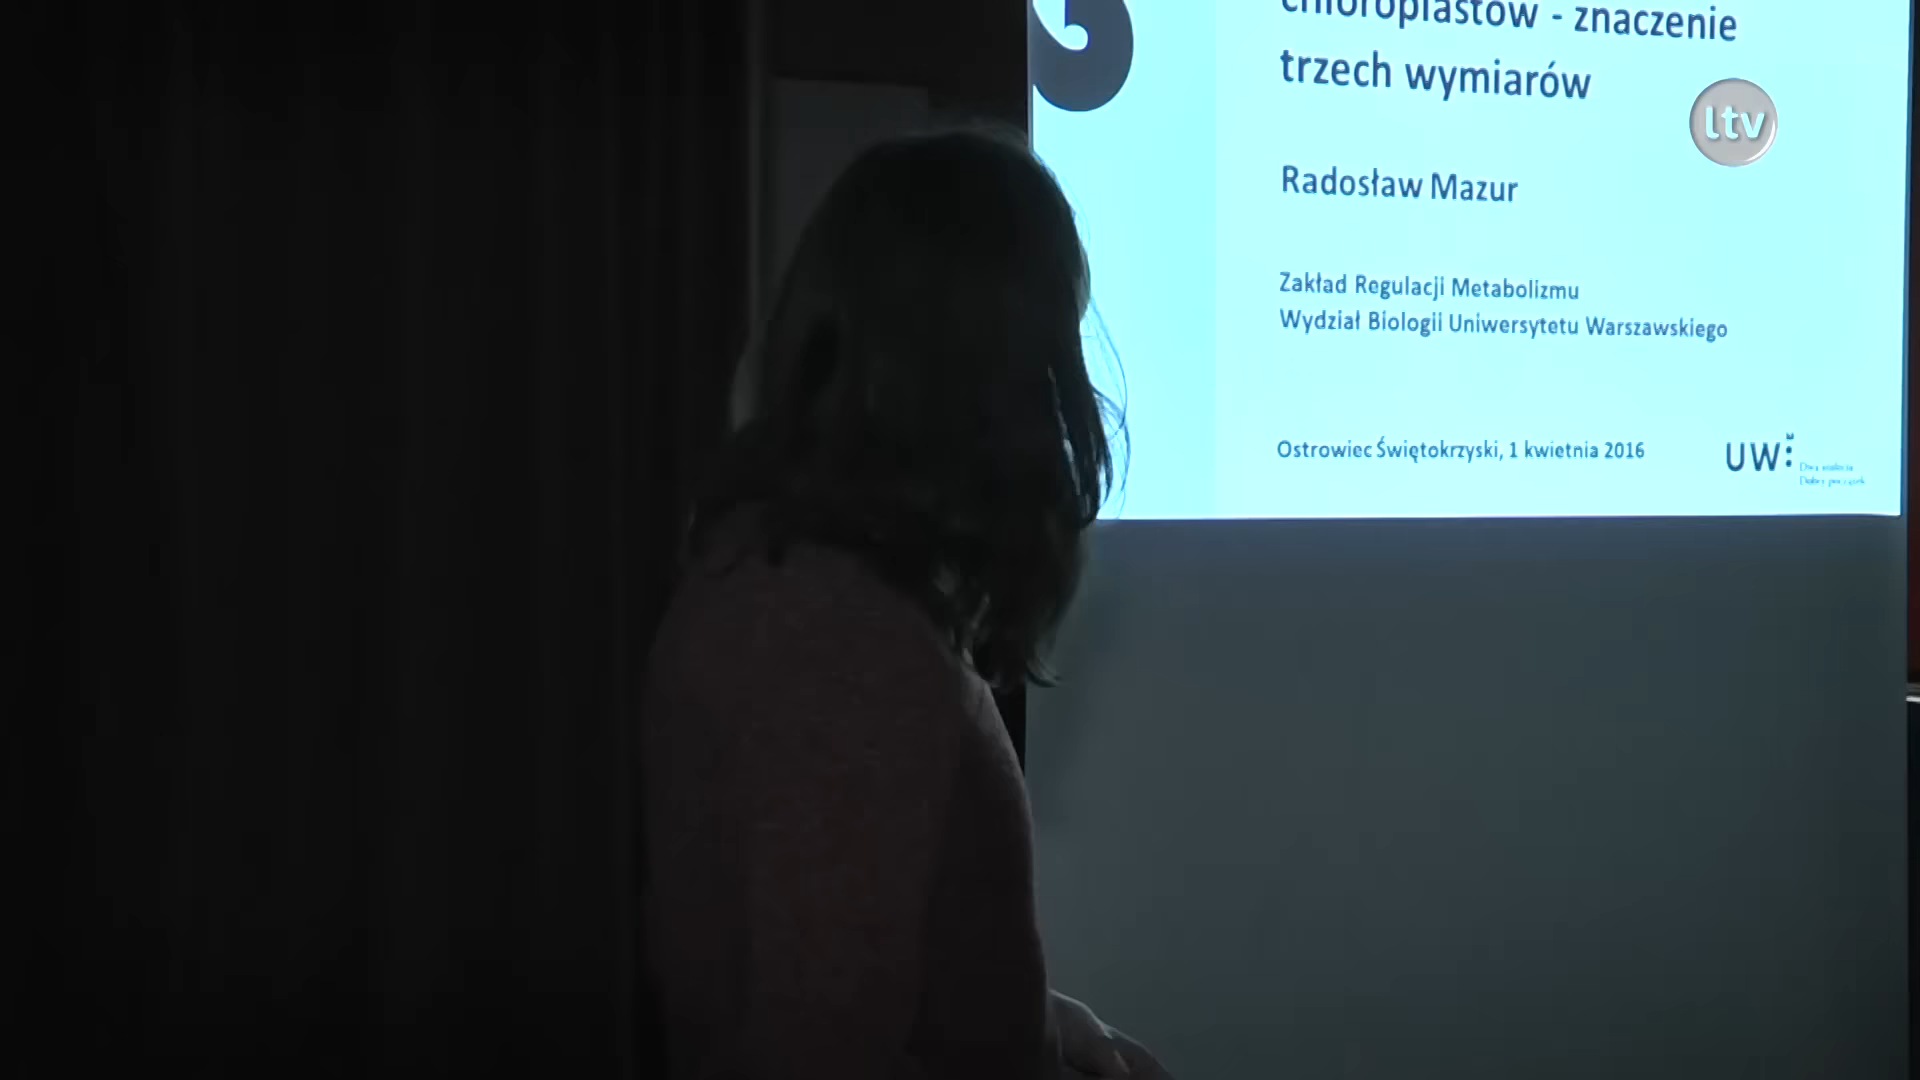 chloroplastów - znaczenie
trzech wymiarów
ltv
Radosław Mazur
Zakład Regulacji Metabolizmu
Wydział Biologii Uniwersytetu Warszawskiego
Ostrowiec Świętokrzyski, 1 kwietnia 2016
UW